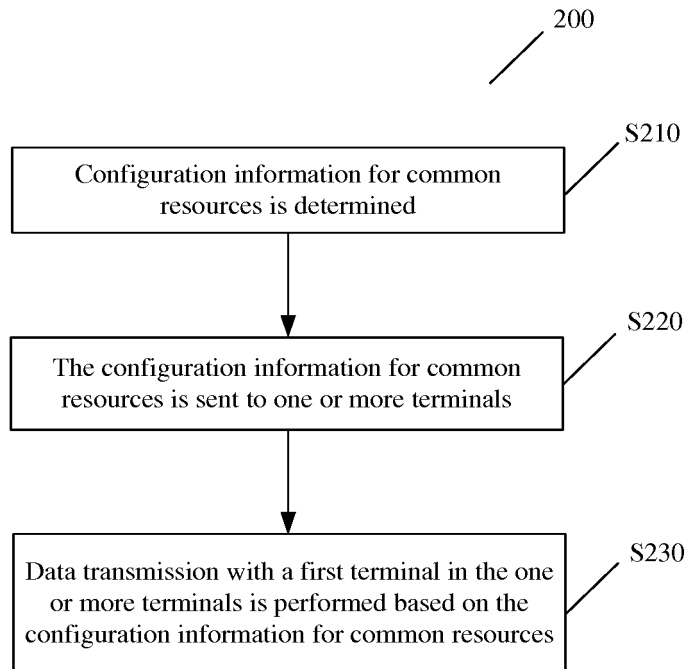 200
S210
Configuration information for common
resources is determined
S220
The configuration information for common
resources is sent to one or more terminals
S230
Data transmission with a first terminal in the one
or more terminals is performed based on the
configuration information for common resources